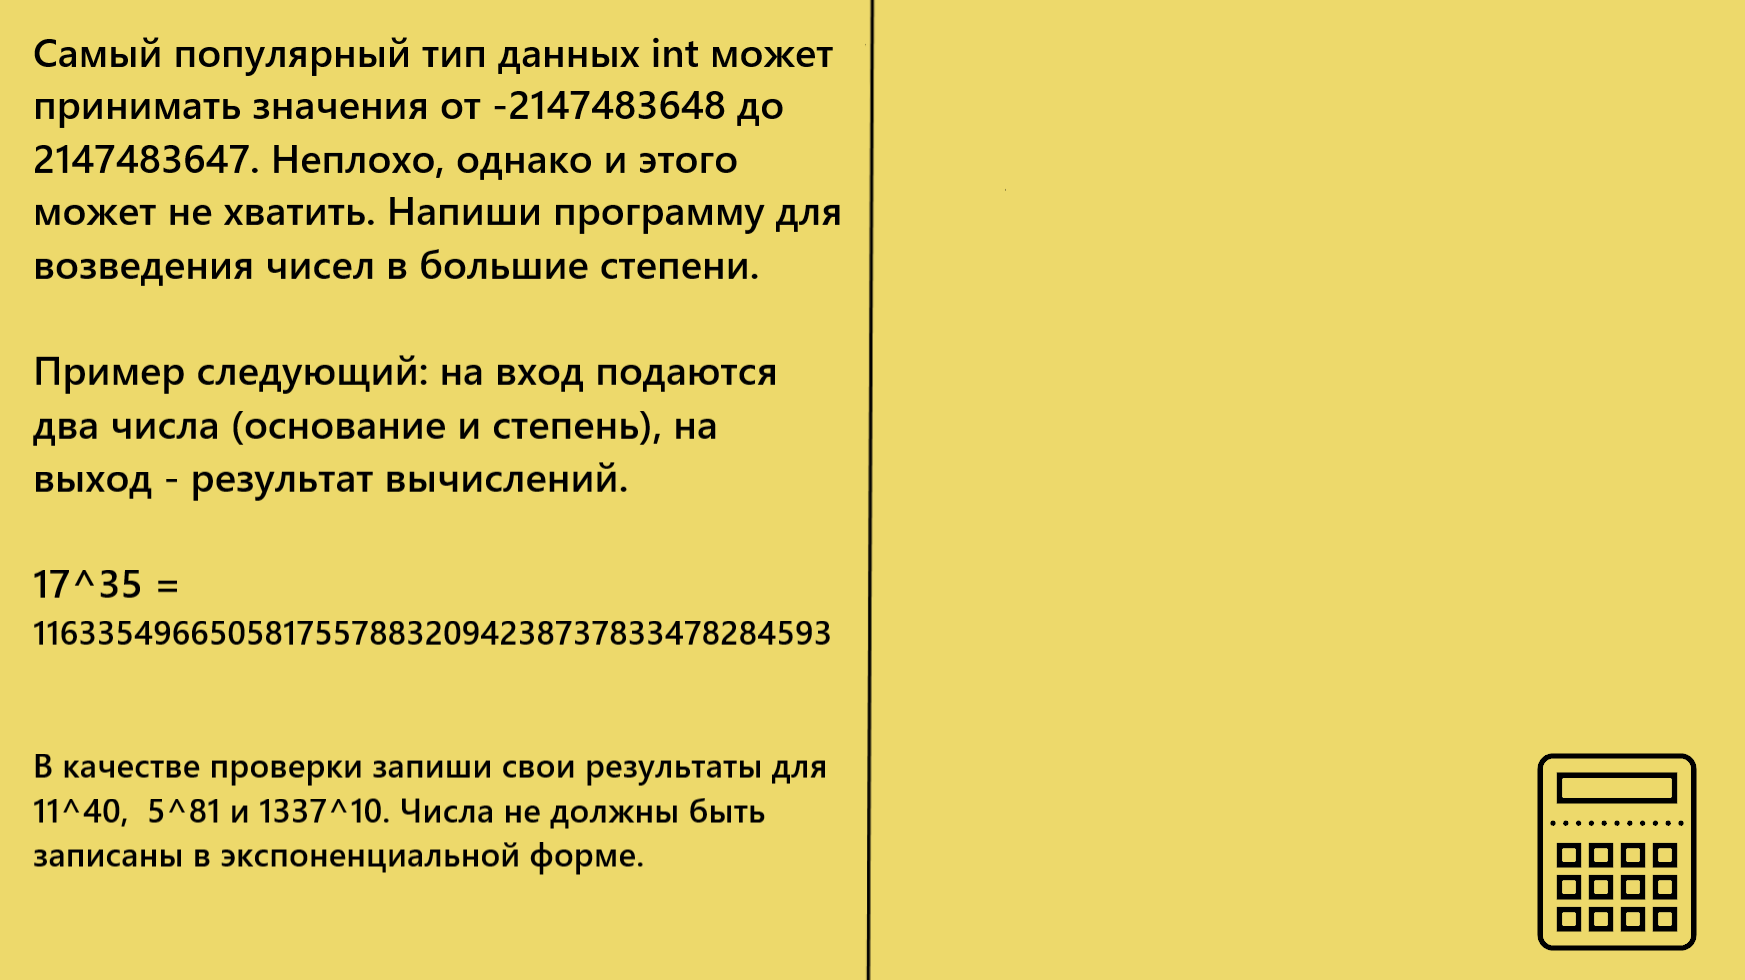 Самый популярный тип данных int может
принимать значения от -2147483648 до
2147483647. Неплохо, однако и этого
может не хватить. Напиши программу для
возведения чисел в большие степени.
Пример следующий: на вход подаются
два числа (основание и степень), на
выход - результат вычислений.
17^35 =
11633549665058175578832094238737833478284593
В качестве проверки запиши свои результаты для
11^40,  5^81 и 1337^10. Числа не должны быть
записаны в экспоненциальной форме.